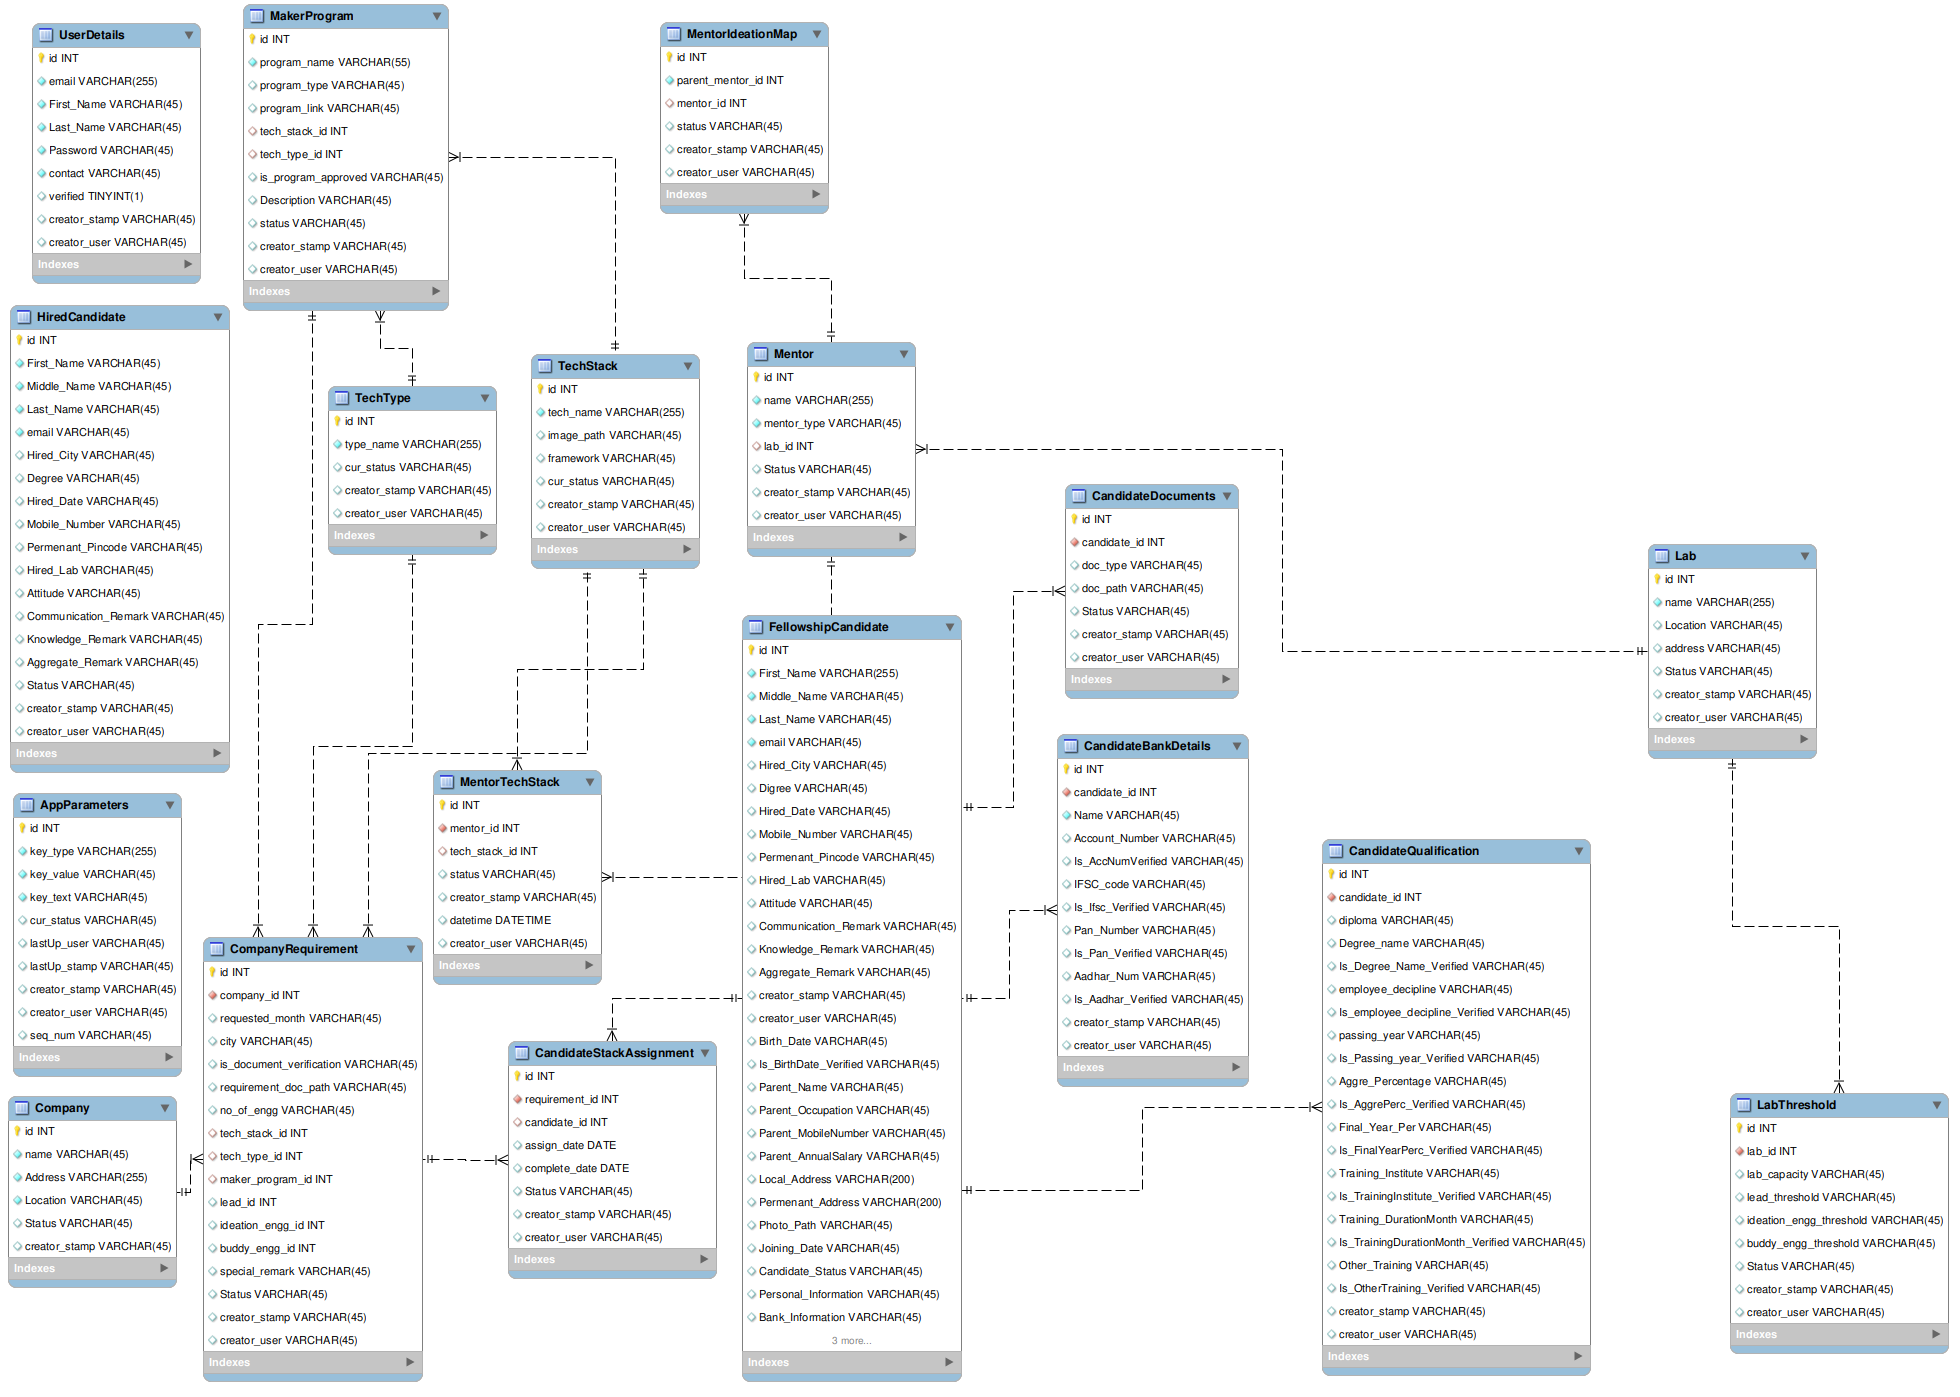 UserDetails
id INT
email VARCHAR(255)
First_Name VARCHAR(45)
Last_Name VARCHAR(45)
Password VARCHAR(45)
contact VARCHAR(45)
verified TINYINT(1)
creator_stamp VARCHAR(45)
creator_user VARCHAR(45)
Indexes
MakerProgram
id INT
program_name VARCHAR(55)
program_type VARCHAR(45)
program_link VARCHAR(45)
tech_stack_id INT
tech_type_id INT
is_program_approved VARCHAR(45)
Description VARCHAR(45)
status VARCHAR(45)
creator_stamp VARCHAR(45)
creator_user VARCHAR(45)
Indexes
MentorIdeationMap
id INT
parent_mentor_id INT
mentor_id INT
status VARCHAR(45)
creator_stamp VARCHAR(45)
creator_user VARCHAR(45)
Indexes
HiredCandidate
id INT
First_Name VARCHAR(45)
Middle_Name VARCHAR(45)
Last_Name VARCHAR(45)
email VARCHAR(45)
Hired_City VARCHAR(45)
Degree VARCHAR(45)
Hired_Date VARCHAR(45)
Mobile_Number VARCHAR(45)
Permenant_Pincode VARCHAR(45)
Hired_Lab VARCHAR(45)
Attitude VARCHAR(45)
Communication_Remark VARCHAR(45)
Knowledge_Remark VARCHAR(45)
Aggregate_Remark VARCHAR(45)
Status VARCHAR(45)
creator_stamp VARCHAR(45)
creator_user VARCHAR(45)
Indexes
TechType
id INT
type_name VARCHAR(255)
cur_status VARCHAR(45)
creator_stamp VARCHAR(45)
creator_user VARCHAR(45)
Indexes
TechStack
id INT
tech_name VARCHAR(255)
image_path VARCHAR(45)
framework VARCHAR(45)
cur_status VARCHAR(45)
creator_stamp VARCHAR(45)
creator_user VARCHAR(45)
Indexes
Mentor
id INT
name VARCHAR(255)
mentor_type VARCHAR(45)
lab_id INT
Status VARCHAR(45)
creator_stamp VARCHAR(45)
creator_user VARCHAR(45)
Indexes
CandidateDocuments
id INT
candidate_id INT
doc_type VARCHAR(45)
doc_path VARCHAR(45)
Status VARCHAR(45)
creator_stamp VARCHAR(45)
creator_user VARCHAR(45)
Indexes
Lab
id INT
name VARCHAR(255)
Location VARCHAR(45)
address VARCHAR(45)
Status VARCHAR(45)
creator_stamp VARCHAR(45)
creator_user VARCHAR(45)
Indexes
FellowshipCandidate
id INT
First_Name VARCHAR(255)
Middle_Name VARCHAR(45)
Last_Name VARCHAR(45)
email VARCHAR(45)
Hired_City VARCHAR(45)
Digree VARCHAR(45)
Hired_Date VARCHAR(45)
Mobile_Number VARCHAR(45)
Permenant_Pincode VARCHAR(45)
Hired_Lab VARCHAR(45)
Attitude VARCHAR(45)
Communication_Remark VARCHAR(45)
Knowledge_Remark VARCHAR(45)
Aggregate_Remark VARCHAR(45)
creator_stamp VARCHAR(45)
creator_user VARCHAR(45)
Birth_Date VARCHAR(45)
Is_BirthDate_Verified VARCHAR(45)
Parent_Name VARCHAR(45)
Parent_Occupation VARCHAR(45)
Parent_MobileNumber VARCHAR(45)
Parent_AnnualSalary VARCHAR(45)
Local_Address VARCHAR(200)
Permenant_Address VARCHAR(200)
Photo_Path VARCHAR(45)
Joining_Date VARCHAR(45)
Candidate_Status VARCHAR(45)
Personal_Information VARCHAR(45)
Bank_Information VARCHAR(45)
3 more...
Indexes
CandidateBankDetails
id INT
candidate_id INT
Name VARCHAR(45)
Account_Number VARCHAR(45)
Is_AccNumVerified VARCHAR(45)
IFSC_code VARCHAR(45)
Is_Ifsc_Verified VARCHAR(45)
Pan_Number VARCHAR(45)
Is_Pan_Verified VARCHAR(45)
Aadhar_Num VARCHAR(45)
Is_Aadhar_Verified VARCHAR(45)
creator_stamp VARCHAR(45)
creator_user VARCHAR(45)
Indexes
MentorTechStack
id INT
mentor_id INT
tech_stack_id INT
status VARCHAR(45)
creator_stamp VARCHAR(45)
datetime DATETIME
creator_user VARCHAR(45)
Indexes
AppParameters
id INT
key_type VARCHAR(255)
key_value VARCHAR(45)
key_text VARCHAR(45)
cur_status VARCHAR(45)
lastUp_user VARCHAR(45)
lastUp_stamp VARCHAR(45)
creator_stamp VARCHAR(45)
creator_user VARCHAR(45)
seq_num VARCHAR(45)
Indexes
CandidateQualification
id INT
candidate_id INT
diploma VARCHAR(45)
Degree_name VARCHAR(45)
Is_Degree_Name_Verified VARCHAR(45)
employee_decipline VARCHAR(45)
Is_employee_decipline_Verified VARCHAR(45)
passing_year VARCHAR(45)
Is_Passing_year_Verified VARCHAR(45)
Aggre_Percentage VARCHAR(45)
Is_AggrePerc_Verified VARCHAR(45)
Final_Year_Per VARCHAR(45)
Is_FinalYearPerc_Verified VARCHAR(45)
Training_Institute VARCHAR(45)
Is_TrainingInstitute_Verified VARCHAR(45)
Training_DurationMonth VARCHAR(45)
Is_TrainingDurationMonth_Verified VARCHAR(45)
Other_Training VARCHAR(45)
Is_OtherTraining_Verified VARCHAR(45)
creator_stamp VARCHAR(45)
creator_user VARCHAR(45)
Indexes
CompanyRequirement
id INT
company_id INT
requested_month VARCHAR(45)
city VARCHAR(45)
is_document_verification VARCHAR(45)
requirement_doc_path VARCHAR(45)
no_of_engg VARCHAR(45)
tech_stack_id INT
tech_type_id INT
maker_program_id INT
lead_id INT
ideation_engg_id INT
buddy_engg_id INT
special_remark VARCHAR(45)
Status VARCHAR(45)
creator_stamp VARCHAR(45)
creator_user VARCHAR(45)
Indexes
CandidateStackAssignment
id INT
requirement_id INT
candidate_id INT
assign_date DATE
complete_date DATE
Status VARCHAR(45)
creator_stamp VARCHAR(45)
creator_user VARCHAR(45)
Indexes
Company
id INT
name VARCHAR(45)
Address VARCHAR(255)
Location VARCHAR(45)
Status VARCHAR(45)
creator_stamp VARCHAR(45)
Indexes
LabThreshold
id INT
lab_id INT
lab_capacity VARCHAR(45)
lead_threshold VARCHAR(45)
ideation_engg_threshold VARCHAR(45)
buddy_engg_threshold VARCHAR(45)
Status VARCHAR(45)
creator_stamp VARCHAR(45)
creator_user VARCHAR(45)
Indexes